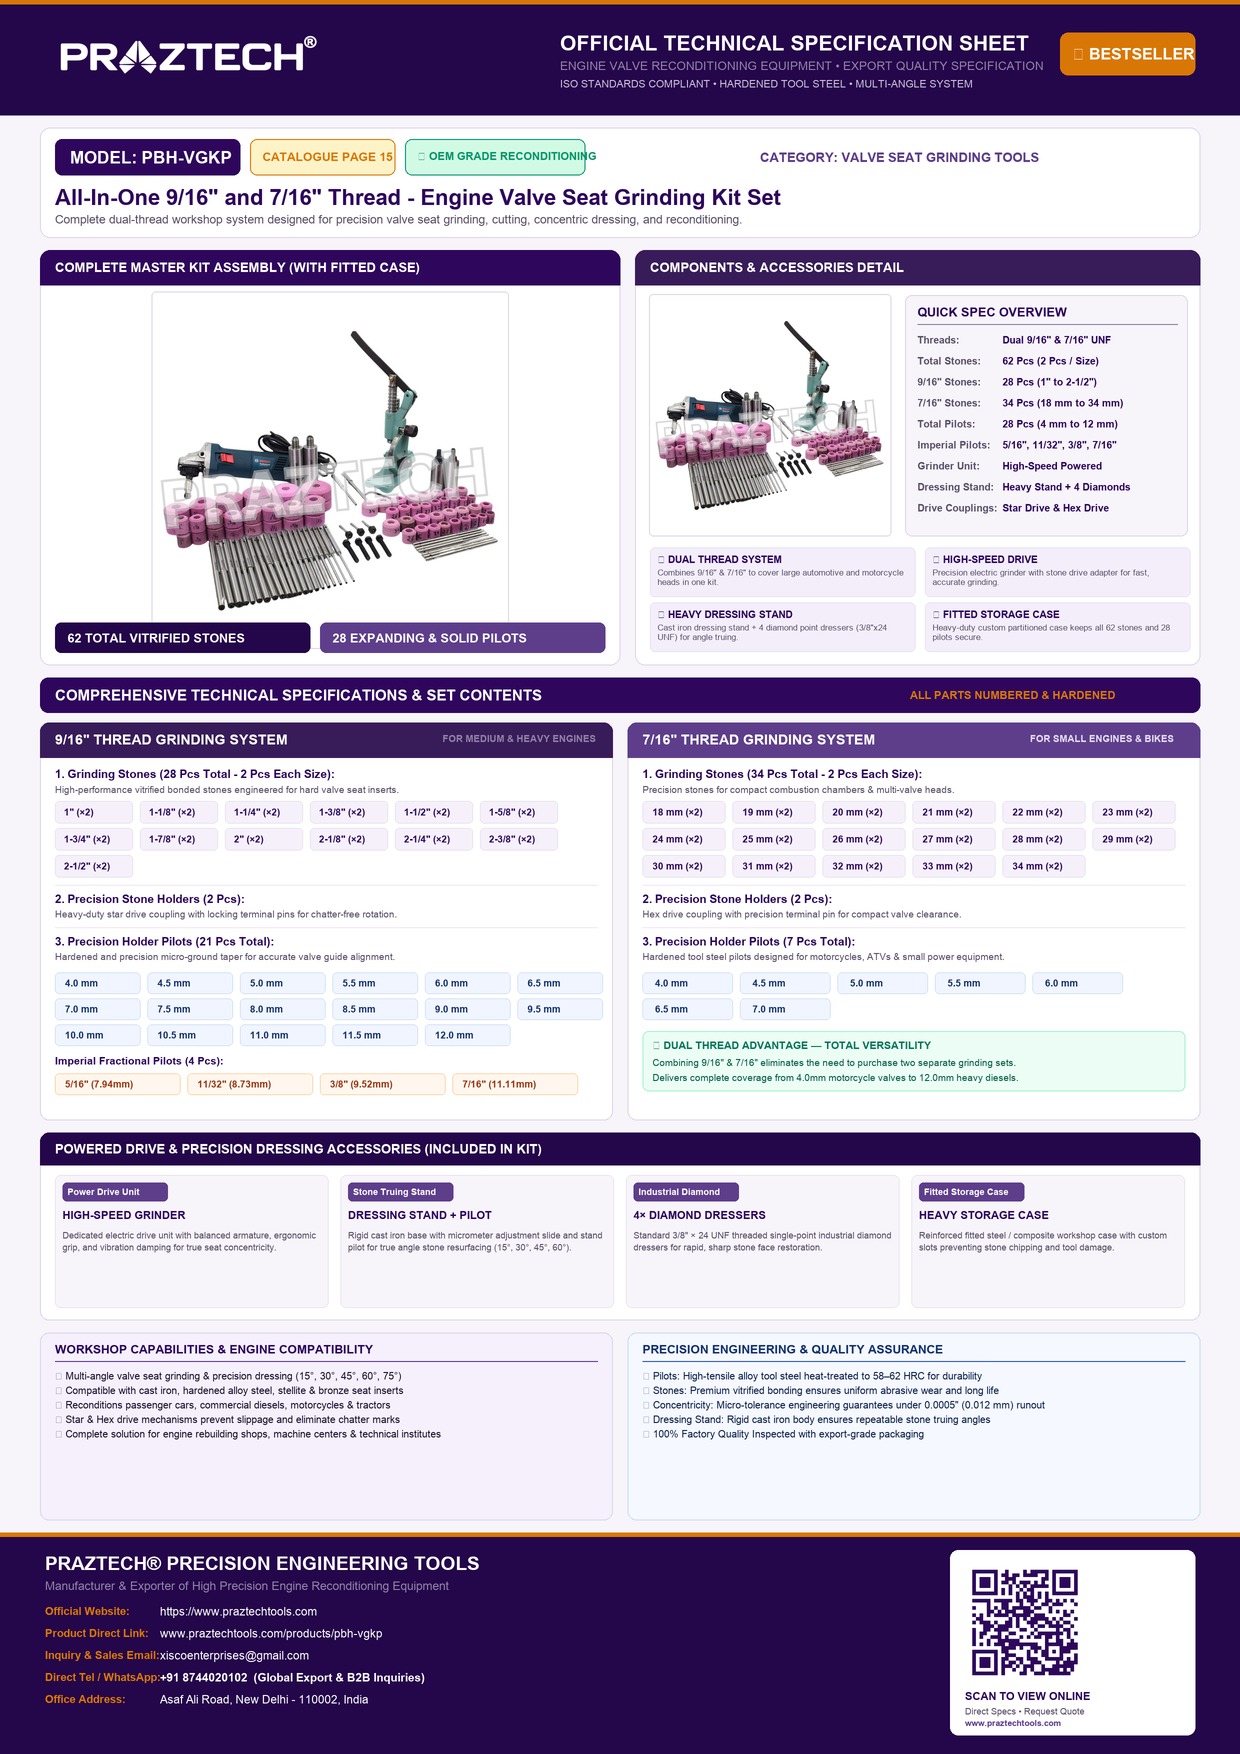 PRAZTECH®
OFFICIAL TECHNICAL SPECIFICATION SHEET
ENGINE VALVE RECONDITIONING EQUIPMENT • EXPORT QUALITY SPECIFICATION
ISO STANDARDS COMPLIANT • HARDENED TOOL STEEL • MULTI-ANGLE SYSTEM
BESTSELLER
MODEL: PBH-VGKP
CATALOGUE PAGE 15
OEM GRADE RECONDITIONING
CATEGORY: VALVE SEAT GRINDING TOOLS
All-In-One 9/16" and 7/16" Thread - Engine Valve Seat Grinding Kit Set
Complete dual-thread workshop system designed for precision valve seat grinding, cutting, concentric dressing, and reconditioning.
COMPLETE MASTER KIT ASSEMBLY (WITH FITTED CASE)
PRAZTECH
62 TOTAL VITRIFIED STONES
28 EXPANDING & SOLID PILOTS
COMPONENTS & ACCESSORIES DETAIL
PRAZTECH
QUICK SPEC OVERVIEW
Threads: Dual 9/16" & 7/16" UNF
Total Stones: 62 Pcs (2 Pcs / Size)
9/16" Stones: 28 Pcs (1" to 2-1/2")
7/16" Stones: 34 Pcs (18 mm to 34 mm)
Total Pilots: 28 Pcs (4 mm to 12 mm)
Imperial Pilots: 5/16", 11/32", 3/8", 7/16"
Grinder Unit: High-Speed Powered
Dressing Stand: Heavy Stand + 4 Diamonds
Drive Couplings: Star Drive & Hex Drive
DUAL THREAD SYSTEM
Combines 9/16" & 7/16" to cover large automotive and motorcycle
heads in one kit.
HIGH-SPEED DRIVE
Precision electric grinder with stone drive adapter for fast,
accurate grinding.
HEAVY DRESSING STAND
Cast iron dressing stand + 4 diamond point dressers (3/8"x24
UNF) for angle truing.
FITTED STORAGE CASE
Heavy-duty custom partitioned case keeps all 62 stones and 28
pilots secure.
COMPREHENSIVE TECHNICAL SPECIFICATIONS & SET CONTENTS
ALL PARTS NUMBERED & HARDENED
9/16" THREAD GRINDING SYSTEM
FOR MEDIUM & HEAVY ENGINES
1. Grinding Stones (28 Pcs Total - 2 Pcs Each Size):
High-performance vitrified bonded stones engineered for hard valve seat inserts.
1" (×2) 1-1/8" (×2) 1-1/4" (×2) 1-3/8" (×2) 1-1/2" (×2) 1-5/8" (×2)
1-3/4" (×2) 1-7/8" (×2) 2" (×2) 2-1/8" (×2) 2-1/4" (×2) 2-3/8" (×2)
2-1/2" (×2)
2. Precision Stone Holders (2 Pcs):
Heavy-duty star drive coupling with locking terminal pins for chatter-free rotation.
3. Precision Holder Pilots (21 Pcs Total):
Hardened and precision micro-ground taper for accurate valve guide alignment.
4.0 mm 4.5 mm 5.0 mm 5.5 mm 6.0 mm 6.5 mm
7.0 mm 7.5 mm 8.0 mm 8.5 mm 9.0 mm 9.5 mm
10.0 mm 10.5 mm 11.0 mm 11.5 mm 12.0 mm
Imperial Fractional Pilots (4 Pcs):
5/16" (7.94mm) 11/32" (8.73mm) 3/8" (9.52mm) 7/16" (11.11mm)
7/16" THREAD GRINDING SYSTEM
FOR SMALL ENGINES & BIKES
1. Grinding Stones (34 Pcs Total - 2 Pcs Each Size):
Precision stones for compact combustion chambers & multi-valve heads.
18 mm (×2) 19 mm (×2) 20 mm (×2) 21 mm (×2) 22 mm (×2) 23 mm (×2)
24 mm (×2) 25 mm (×2) 26 mm (×2) 27 mm (×2) 28 mm (×2) 29 mm (×2)
30 mm (×2) 31 mm (×2) 32 mm (×2) 33 mm (×2) 34 mm (×2)
2. Precision Stone Holders (2 Pcs):
Hex drive coupling with precision terminal pin for compact valve clearance.
3. Precision Holder Pilots (7 Pcs Total):
Hardened tool steel pilots designed for motorcycles, ATVs & small power equipment.
4.0 mm 4.5 mm 5.0 mm 5.5 mm 6.0 mm
6.5 mm 7.0 mm
DUAL THREAD ADVANTAGE — TOTAL VERSATILITY
Combining 9/16" & 7/16" eliminates the need to purchase two separate grinding sets.
Delivers complete coverage from 4.0mm motorcycle valves to 12.0mm heavy diesels.
POWERED DRIVE & PRECISION DRESSING ACCESSORIES (INCLUDED IN KIT)
Power Drive Unit
HIGH-SPEED GRINDER
Dedicated electric drive unit with balanced armature, ergonomic
grip, and vibration damping for true seat concentricity.
Stone Truing Stand
DRESSING STAND + PILOT
Rigid cast iron base with micrometer adjustment slide and stand
pilot for true angle stone resurfacing (15°, 30°, 45°, 60°).
Industrial Diamond
4× DIAMOND DRESSERS
Standard 3/8" × 24 UNF threaded single-point industrial diamond
dressers for rapid, sharp stone face restoration.
Fitted Storage Case
HEAVY STORAGE CASE
Reinforced fitted steel / composite workshop case with custom
slots preventing stone chipping and tool damage.
WORKSHOP CAPABILITIES & ENGINE COMPATIBILITY
Multi-angle valve seat grinding & precision dressing (15°, 30°, 45°, 60°, 75°)
Compatible with cast iron, hardened alloy steel, stellite & bronze seat inserts
Reconditions passenger cars, commercial diesels, motorcycles & tractors
Star & Hex drive mechanisms prevent slippage and eliminate chatter marks
Complete solution for engine rebuilding shops, machine centers & technical institutes
PRECISION ENGINEERING & QUALITY ASSURANCE
Pilots: High-tensile alloy tool steel heat-treated to 58–62 HRC for durability
Stones: Premium vitrified bonding ensures uniform abrasive wear and long life
Concentricity: Micro-tolerance engineering guarantees under 0.0005" (0.012 mm) runout
Dressing Stand: Rigid cast iron body ensures repeatable stone truing angles
100% Factory Quality Inspected with export-grade packaging
PRAZTECH® PRECISION ENGINEERING TOOLS
Manufacturer & Exporter of High Precision Engine Reconditioning Equipment
Official Website: https://www.praztechtools.com
Product Direct Link: www.praztechtools.com/products/pbh-vgkp
Inquiry & Sales Email: xiscoenterprises@gmail.com
Direct Tel / WhatsApp: +91 8744020102 (Global Export & B2B Inquiries)
Office Address: Asaf Ali Road, New Delhi - 110002, India
SCAN TO VIEW ONLINE
Direct Specs • Request Quote
www.praztechtools.com